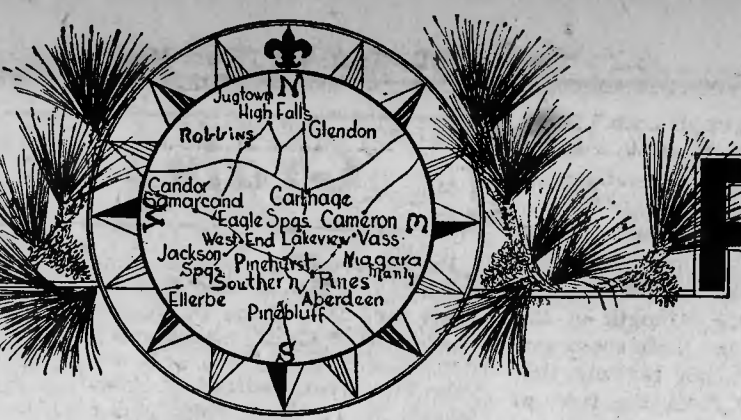 N
Jugtown
High Falls
Robbins Glendon
Candor
Samarcand Carthage
W Eagle Spgs. Cameron E
West End Lakeview Vass
Jackson
Spgs. Pinehurst Niagara
Manly
Southern Pines
Ellerbe Aberdeen
Pinebluff
S